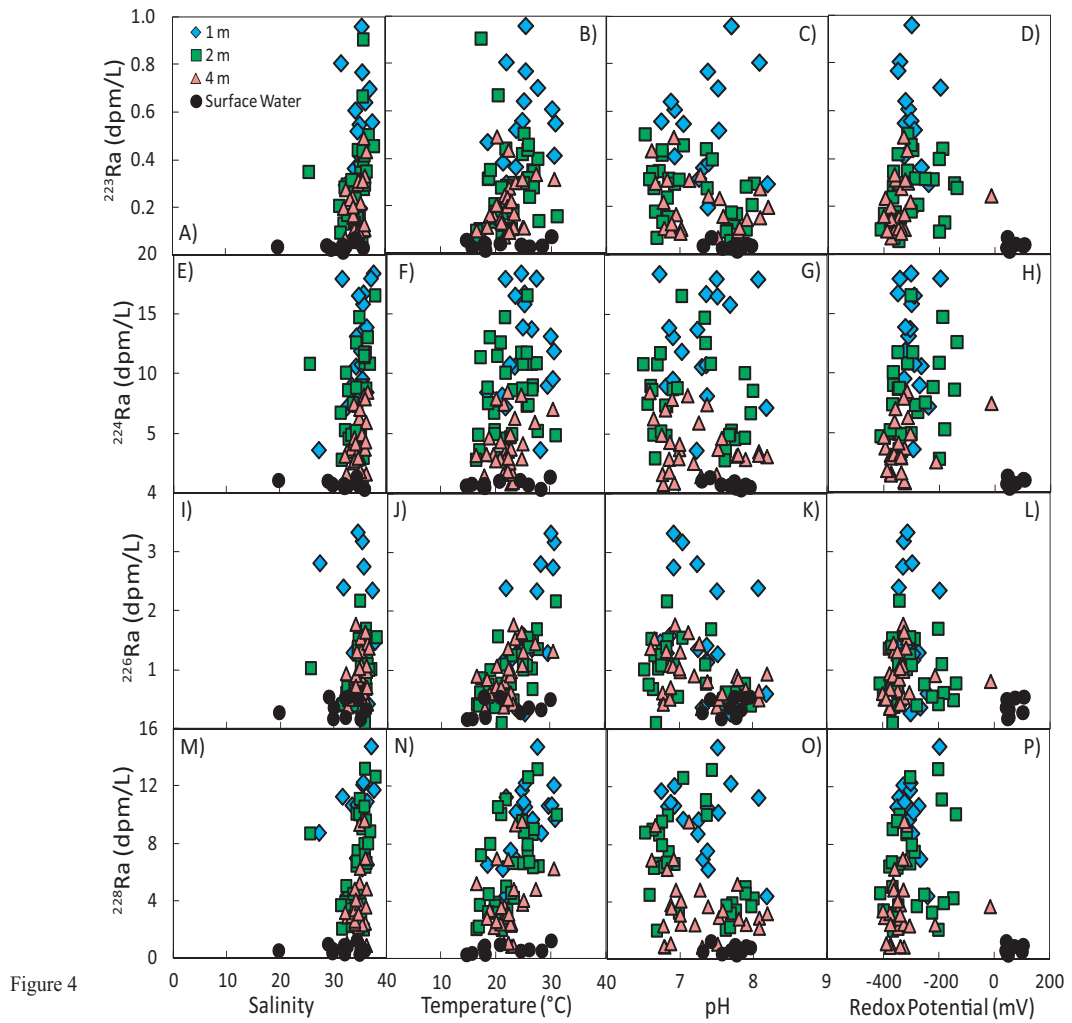 1.0
0.8
0.6
0.4
0.2
20
²²³Ra (dpm/L)
1 m
2 m
4 m
Surface Water
A)
B)
C)
D)
15
10
5
4
²²⁴Ra (dpm/L)
E)
F)
G)
H)
3
2
1
16
²²⁶Ra (dpm/L)
I)
J)
K)
L)
12
8
4
0
²²⁸Ra (dpm/L)
M)
N)
O)
P)
0 10 20 30 40 10 20 30 40 7 8 9 -400 -200 0 200
Salinity Temperature (°C) pH Redox Potential (mV)
Figure 4